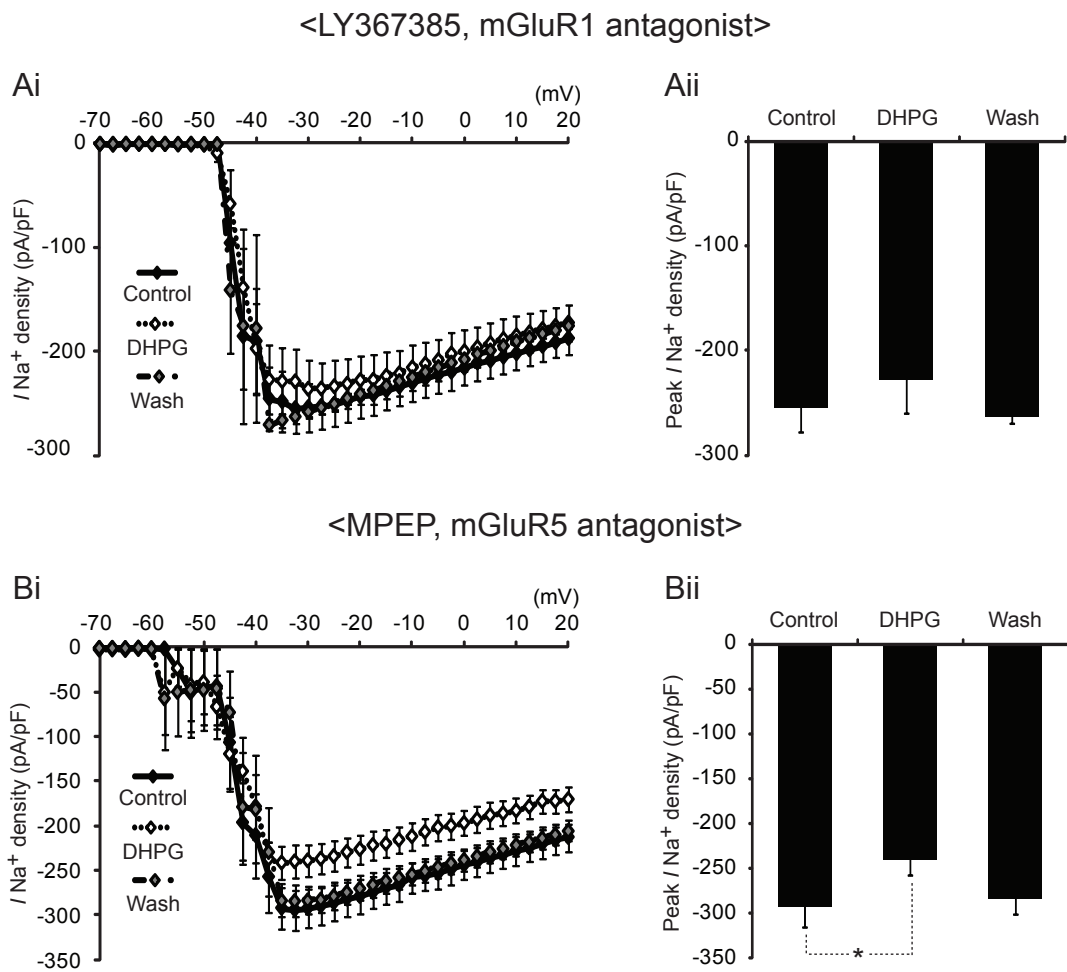 <LY367385, mGluR1 antagonist>
Ai
(mV)
-70 -60 -50 -40 -30 -20 -10 0 10 20
0
-100
-200
-300
I Na+ density (pA/pF)
Control
DHPG
Wash
Aii
Control DHPG Wash
0
-100
-200
-300
Peak I Na+ density (pA/pF)
<MPEP, mGluR5 antagonist>
Bi
(mV)
-70 -60 -50 -40 -30 -20 -10 0 10 20
0
-50
-100
-150
-200
-250
-300
-350
I Na+ density (pA/pF)
Control
DHPG
Wash
Bii
Control DHPG Wash
0
-50
-100
-150
-200
-250
-300
-350
Peak I Na+ density (pA/pF)
*